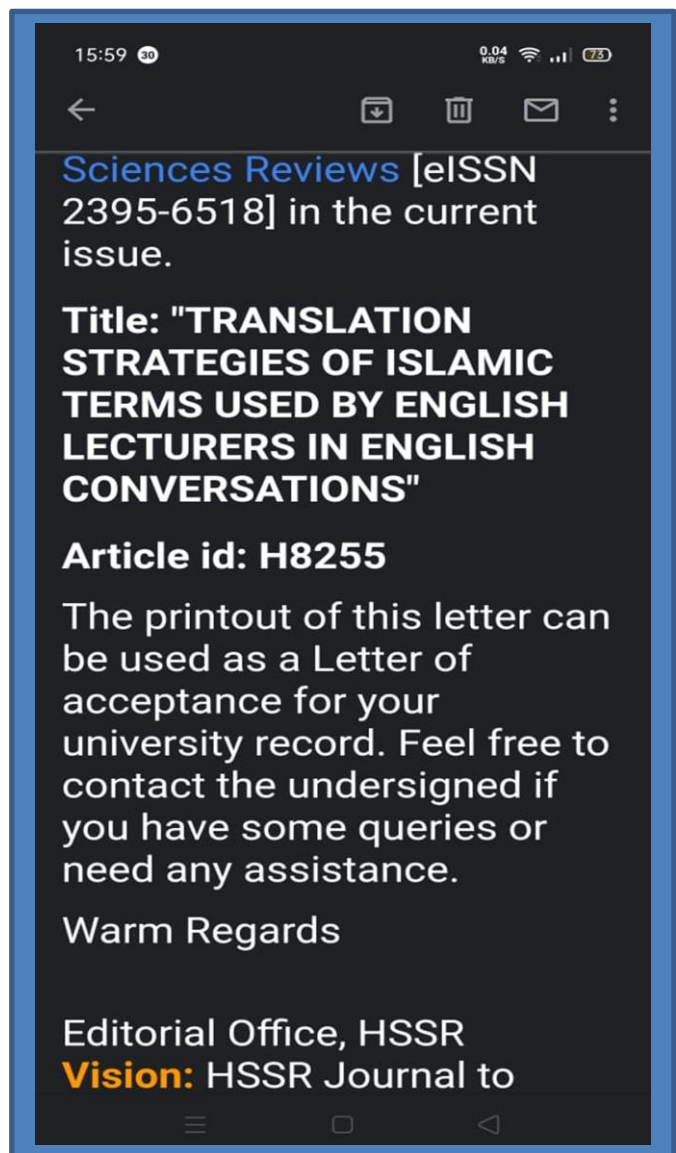 15:59 30 0.04 KB/S 73
Sciences Reviews [eISSN
2395-6518] in the current
issue.
Title: "TRANSLATION
STRATEGIES OF ISLAMIC
TERMS USED BY ENGLISH
LECTURERS IN ENGLISH
CONVERSATIONS"
Article id: H8255
The printout of this letter can
be used as a Letter of
acceptance for your
university record. Feel free to
contact the undersigned if
you have some queries or
need any assistance.
Warm Regards
Editorial Office, HSSR
Vision: HSSR Journal to